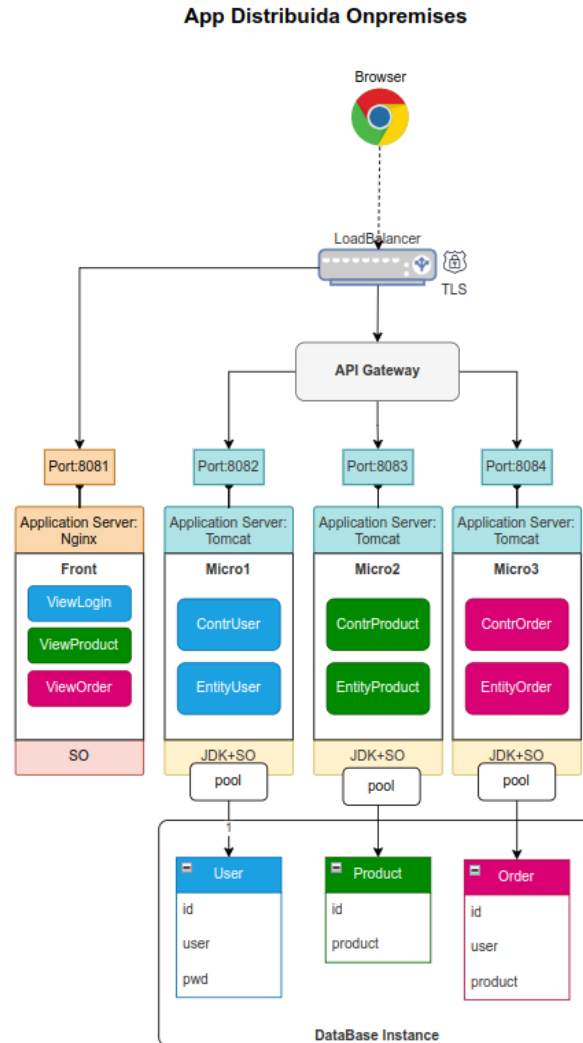 App Distribuida Onpremises
Browser
LoadBalancer
TLS
API Gateway
Port:8081
Port:8082
Port:8083
Port:8084
Application Server:
Nginx
Application Server:
Tomcat
Application Server:
Tomcat
Application Server:
Tomcat
Front
Micro1
Micro2
Micro3
ViewLogin
ViewProduct
ViewOrder
ContrUser
EntityUser
ContrProduct
EntityProduct
ContrOrder
EntityOrder
SO
JDK+SO
JDK+SO
JDK+SO
pool
pool
pool
1
User
id
user
pwd
Product
id
product
Order
id
user
product
DataBase Instance